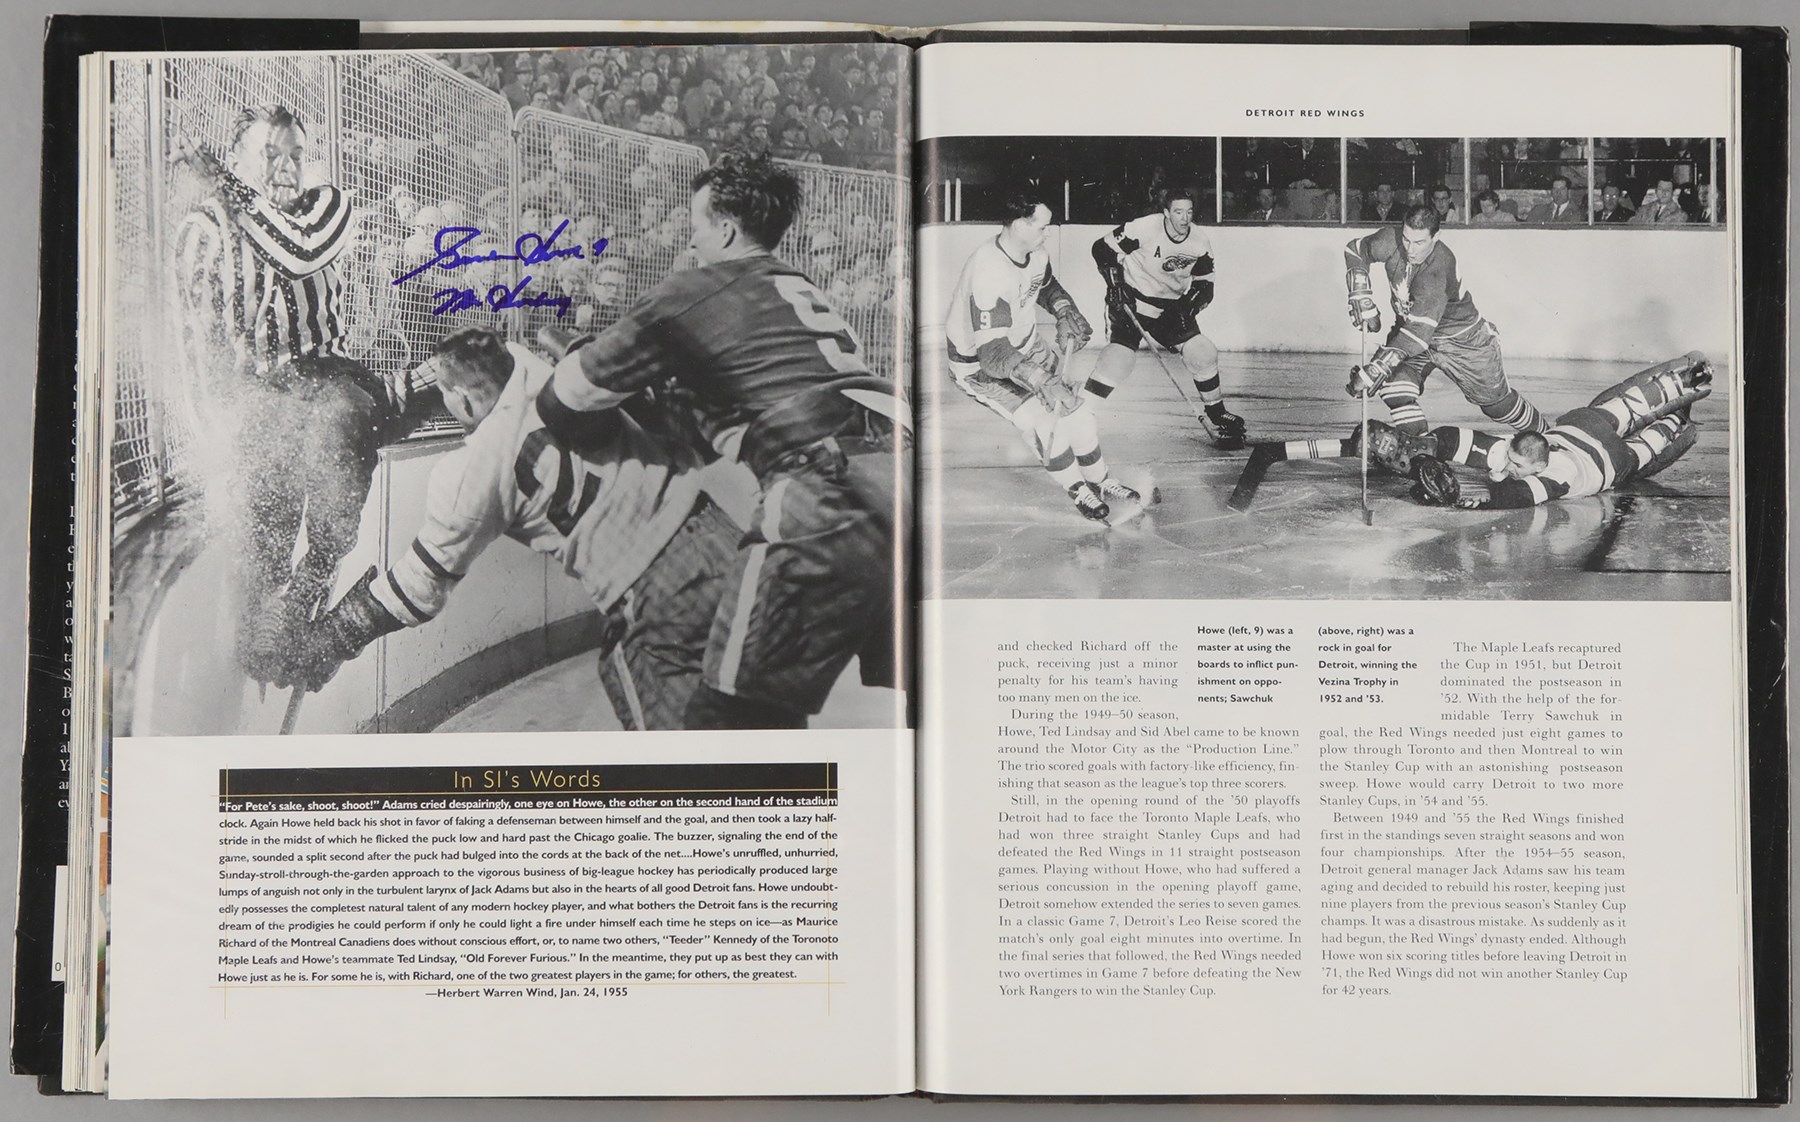 Gordie Howe 9
Mr Hockey
In SI's Words
"For Pete's sake, shoot, shoot!" Adams cried despairingly, one eye on Howe, the other on the second hand of the stadium
clock. Again Howe held back his shot in favor of faking a defenseman between himself and the goal, and then took a lazy half-
stride in the midst of which he flicked the puck low and hard past the Chicago goalie. The buzzer, signaling the end of the
game, sounded a split second after the puck had bulged into the cords at the back of the net....Howe's unruffled, unhurried,
Sunday-stroll-through-the-garden approach to the vigorous business of big-league hockey has periodically produced large
lumps of anguish not only in the turbulent larynx of Jack Adams but also in the hearts of all good Detroit fans. Howe undoubt-
edly possesses the completest natural talent of any modern hockey player, and what bothers the Detroit fans is the recurring
dream of the prodigies he could perform if only he could light a fire under himself each time he steps on ice—as Maurice
Richard of the Montreal Canadiens does without conscious effort, or, to name two others, "Teeder" Kennedy of the Toronoto
Maple Leafs and Howe's teammate Ted Lindsay, "Old Forever Furious." In the meantime, they put up as best they can with
Howe just as he is. For some he is, with Richard, one of the two greatest players in the game; for others, the greatest.
—Herbert Warren Wind, Jan. 24, 1955
DETROIT RED WINGS
9
A
1
and checked Richard off the
puck, receiving just a minor
penalty for his team's having
too many men on the ice.
During the 1949–50 season,
Howe, Ted Lindsay and Sid Abel came to be known
around the Motor City as the "Production Line."
The trio scored goals with factory-like efficiency, fin-
ishing that season as the league's top three scorers.
Still, in the opening round of the '50 playoffs
Detroit had to face the Toronto Maple Leafs, who
had won three straight Stanley Cups and had
defeated the Red Wings in 11 straight postseason
games. Playing without Howe, who had suffered a
serious concussion in the opening playoff game,
Detroit somehow extended the series to seven games.
In a classic Game 7, Detroit's Leo Reise scored the
match's only goal eight minutes into overtime. In
the final series that followed, the Red Wings needed
two overtimes in Game 7 before defeating the New
York Rangers to win the Stanley Cup.
Howe (left, 9) was a
master at using the
boards to inflict pun-
ishment on oppo-
nents; Sawchuk
(above, right) was a
rock in goal for
Detroit, winning the
Vezina Trophy in
1952 and '53.
The Maple Leafs recaptured
the Cup in 1951, but Detroit
dominated the postseason in
'52. With the help of the for-
midable Terry Sawchuk in
goal, the Red Wings needed just eight games to
plow through Toronto and then Montreal to win
the Stanley Cup with an astonishing postseason
sweep. Howe would carry Detroit to two more
Stanley Cups, in '54 and '55.
Between 1949 and '55 the Red Wings finished
first in the standings seven straight seasons and won
four championships. After the 1954–55 season,
Detroit general manager Jack Adams saw his team
aging and decided to rebuild his roster, keeping just
nine players from the previous season's Stanley Cup
champs. It was a disastrous mistake. As suddenly as it
had begun, the Red Wings' dynasty ended. Although
Howe won six scoring titles before leaving Detroit in
'71, the Red Wings did not win another Stanley Cup
for 42 years.